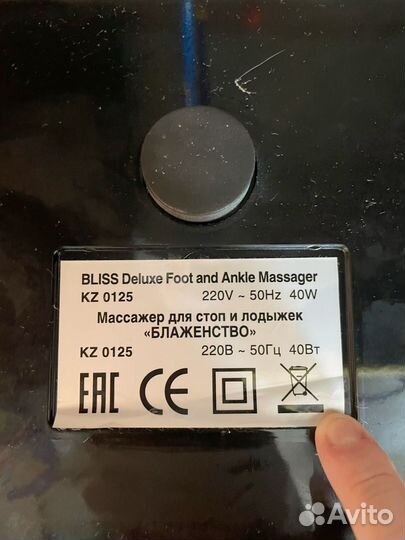 BLISS Deluxe Foot and Ankle Massager
KZ 0125 220V ~ 50Hz 40W
Массажер для стоп и лодыжек
«БЛАЖЕНСТВО»
KZ 0125 220В ~ 50Гц 40Вт
EAC CE
Avito